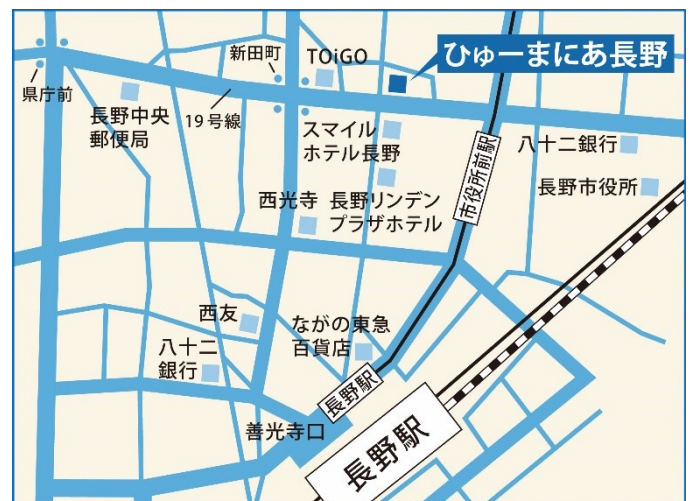 新田町
TOiGO
ひゅーまにあ長野
県庁前
長野中央
郵便局
19号線
スマイル
ホテル長野
市役所前駅
八十二銀行
長野市役所
西光寺
長野リンデン
プラザホテル
西友
八十二
銀行
ながの東急
百貨店
長野駅
善光寺口
長野駅